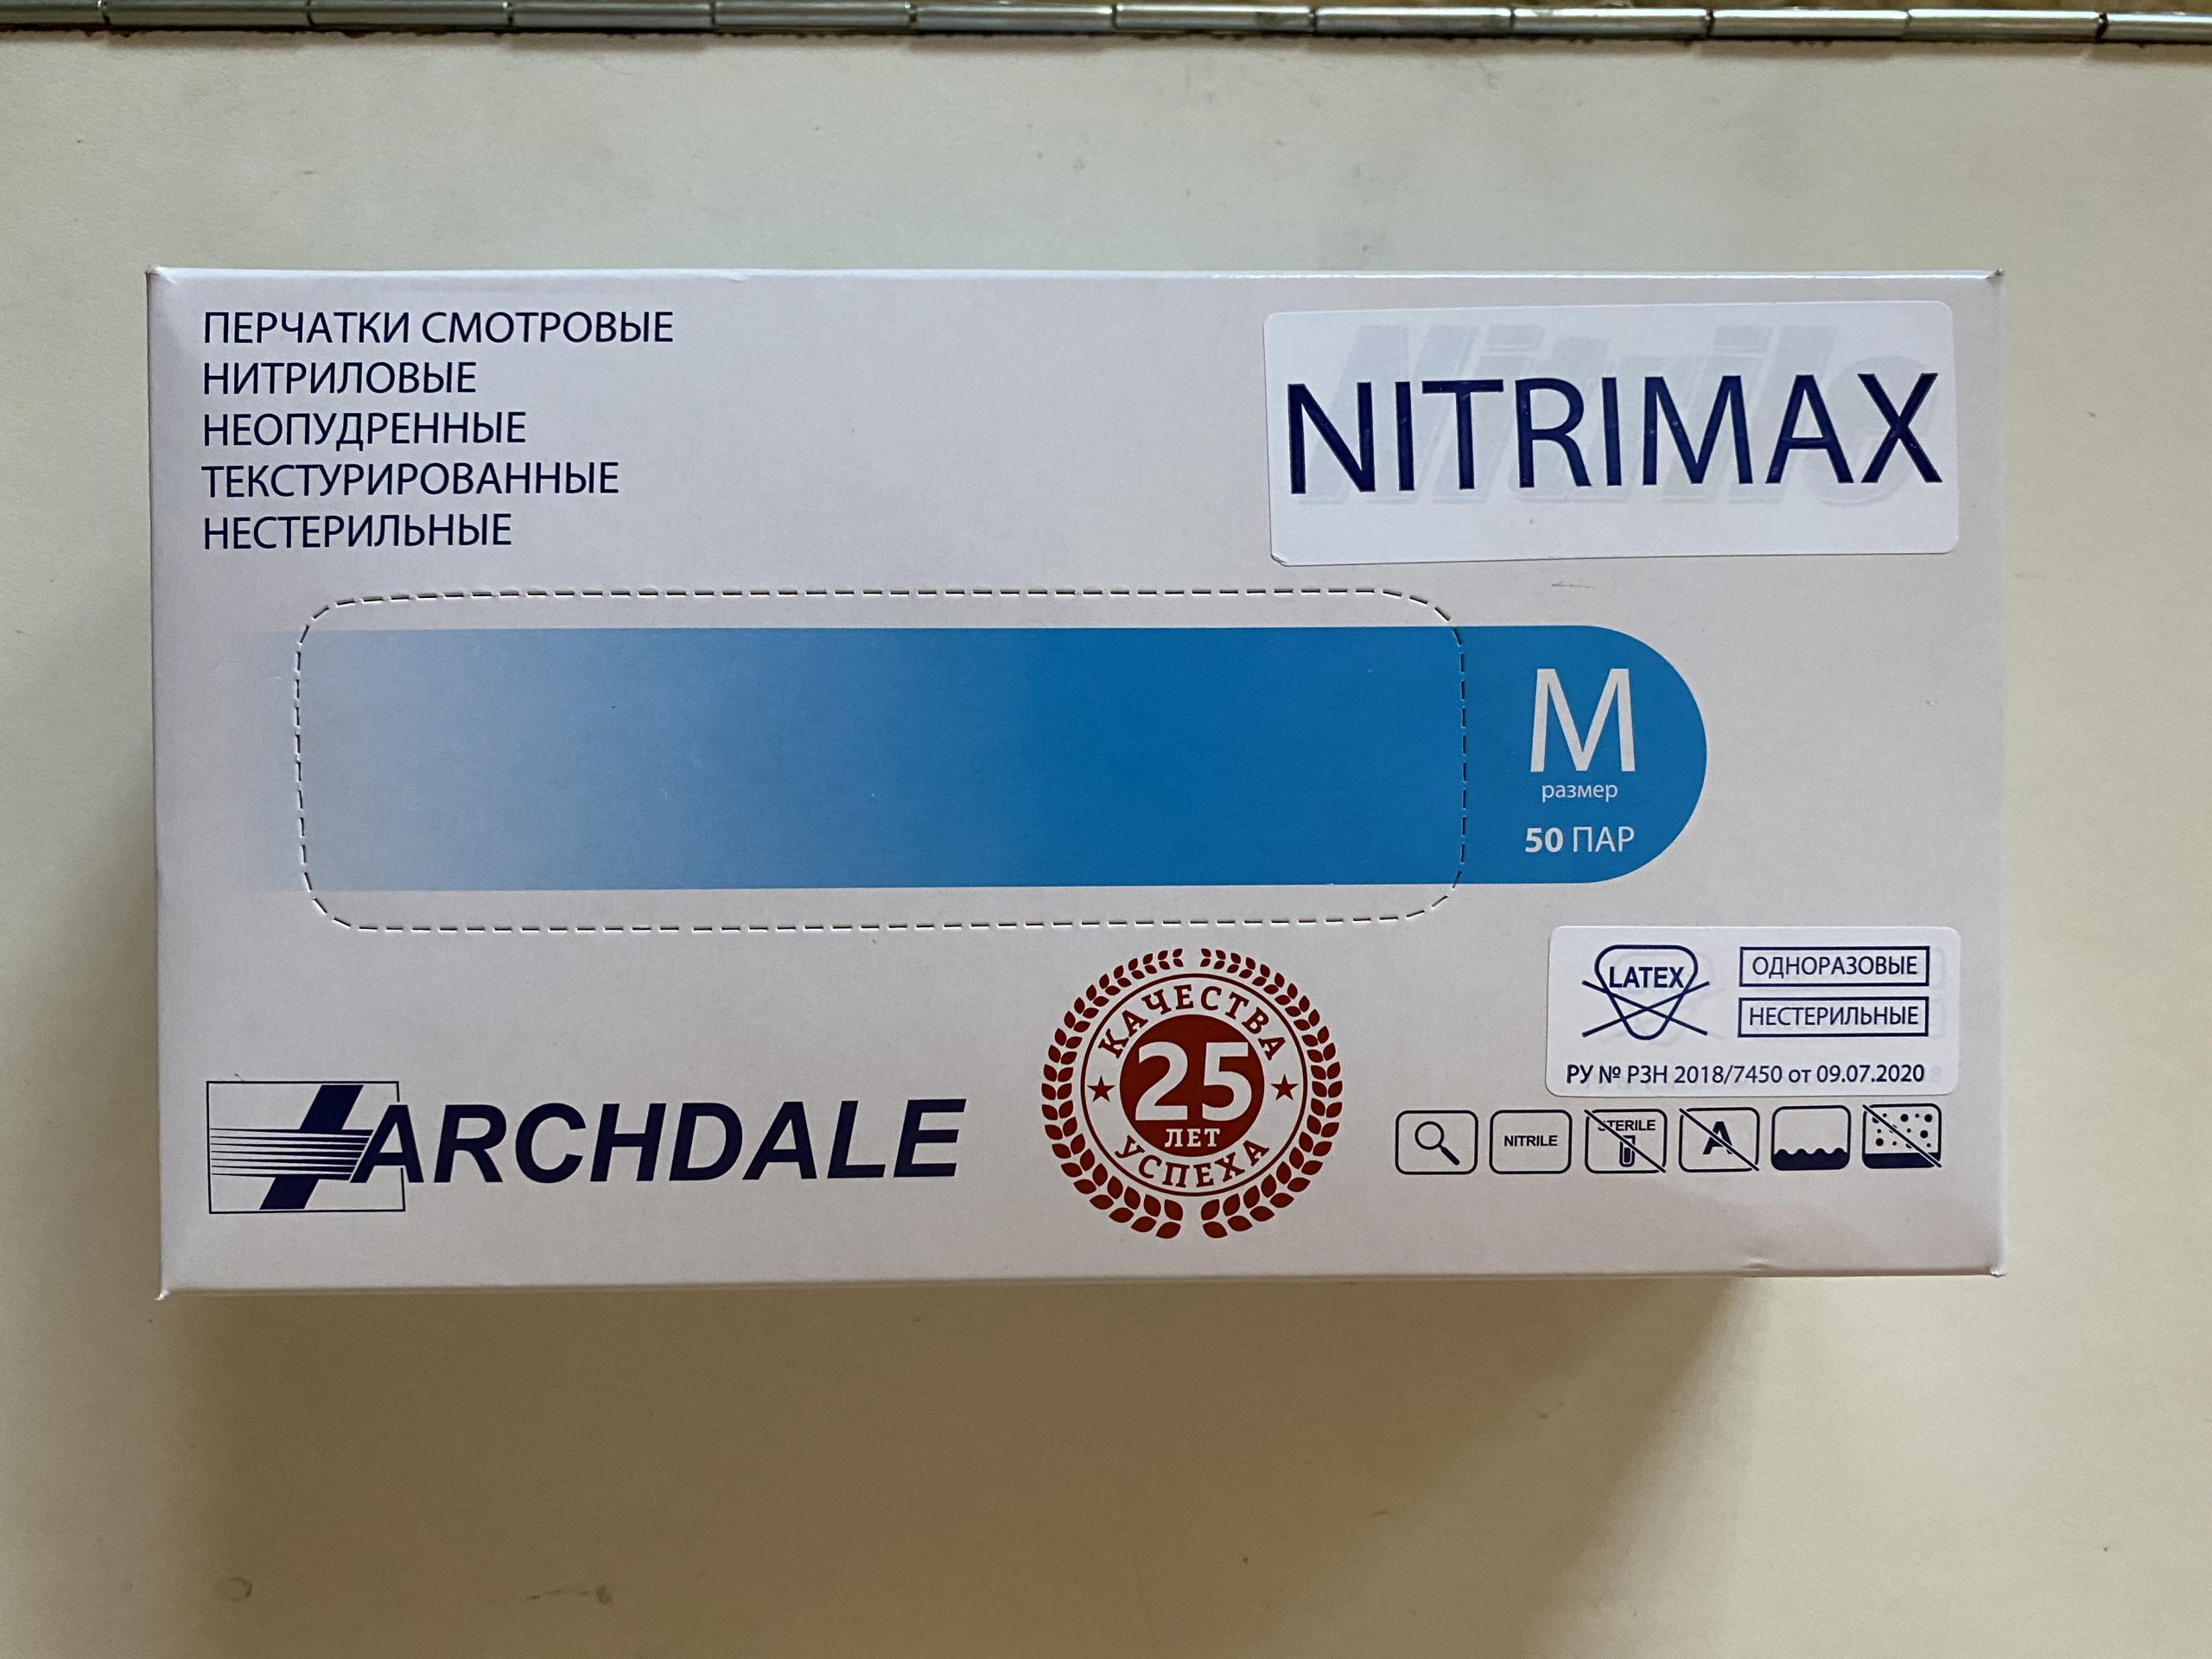 ПЕРЧАТКИ СМОТРОВЫЕ
НИТРИЛОВЫЕ
НЕОПУДРЕННЫЕ
ТЕКСТУРИРОВАННЫЕ
НЕСТЕРИЛЬНЫЕ
Nitrile
NITRIMAX
M
размер
50 ПАР
LATEX
ОДНОРАЗОВЫЕ
НЕСТЕРИЛЬНЫЕ
РУ № РЗН 2018/7450 от 09.07.2020
ARCHDALE
КАЧЕСТВА
25
ЛЕТ
УСПЕХА
NITRILE
STERILE
A